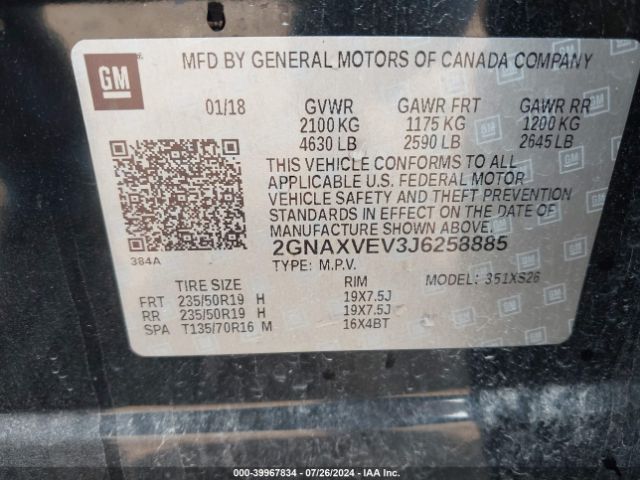 GM
MFD BY GENERAL MOTORS OF CANADA COMPANY
01/18 GVWR GAWR FRT GAWR RR
2100 KG 1175 KG 1200 KG
4630 LB 2590 LB 2645 LB
THIS VEHICLE CONFORMS TO ALL
APPLICABLE U.S. FEDERAL MOTOR
VEHICLE SAFETY AND THEFT PREVENTION
STANDARDS IN EFFECT ON THE DATE OF
MANUFACTURE SHOWN ABOVE.
384A
2GNAXVEV3J6258885
TYPE: M.P.V. MODEL: 351XS26
TIRE SIZE RIM
FRT 235/50R19 H 19X7.5J
RR 235/50R19 H 19X7.5J
SPA T135/70R16 M 16X4BT
000-39967834 - 07/26/2024 - IAA Inc.